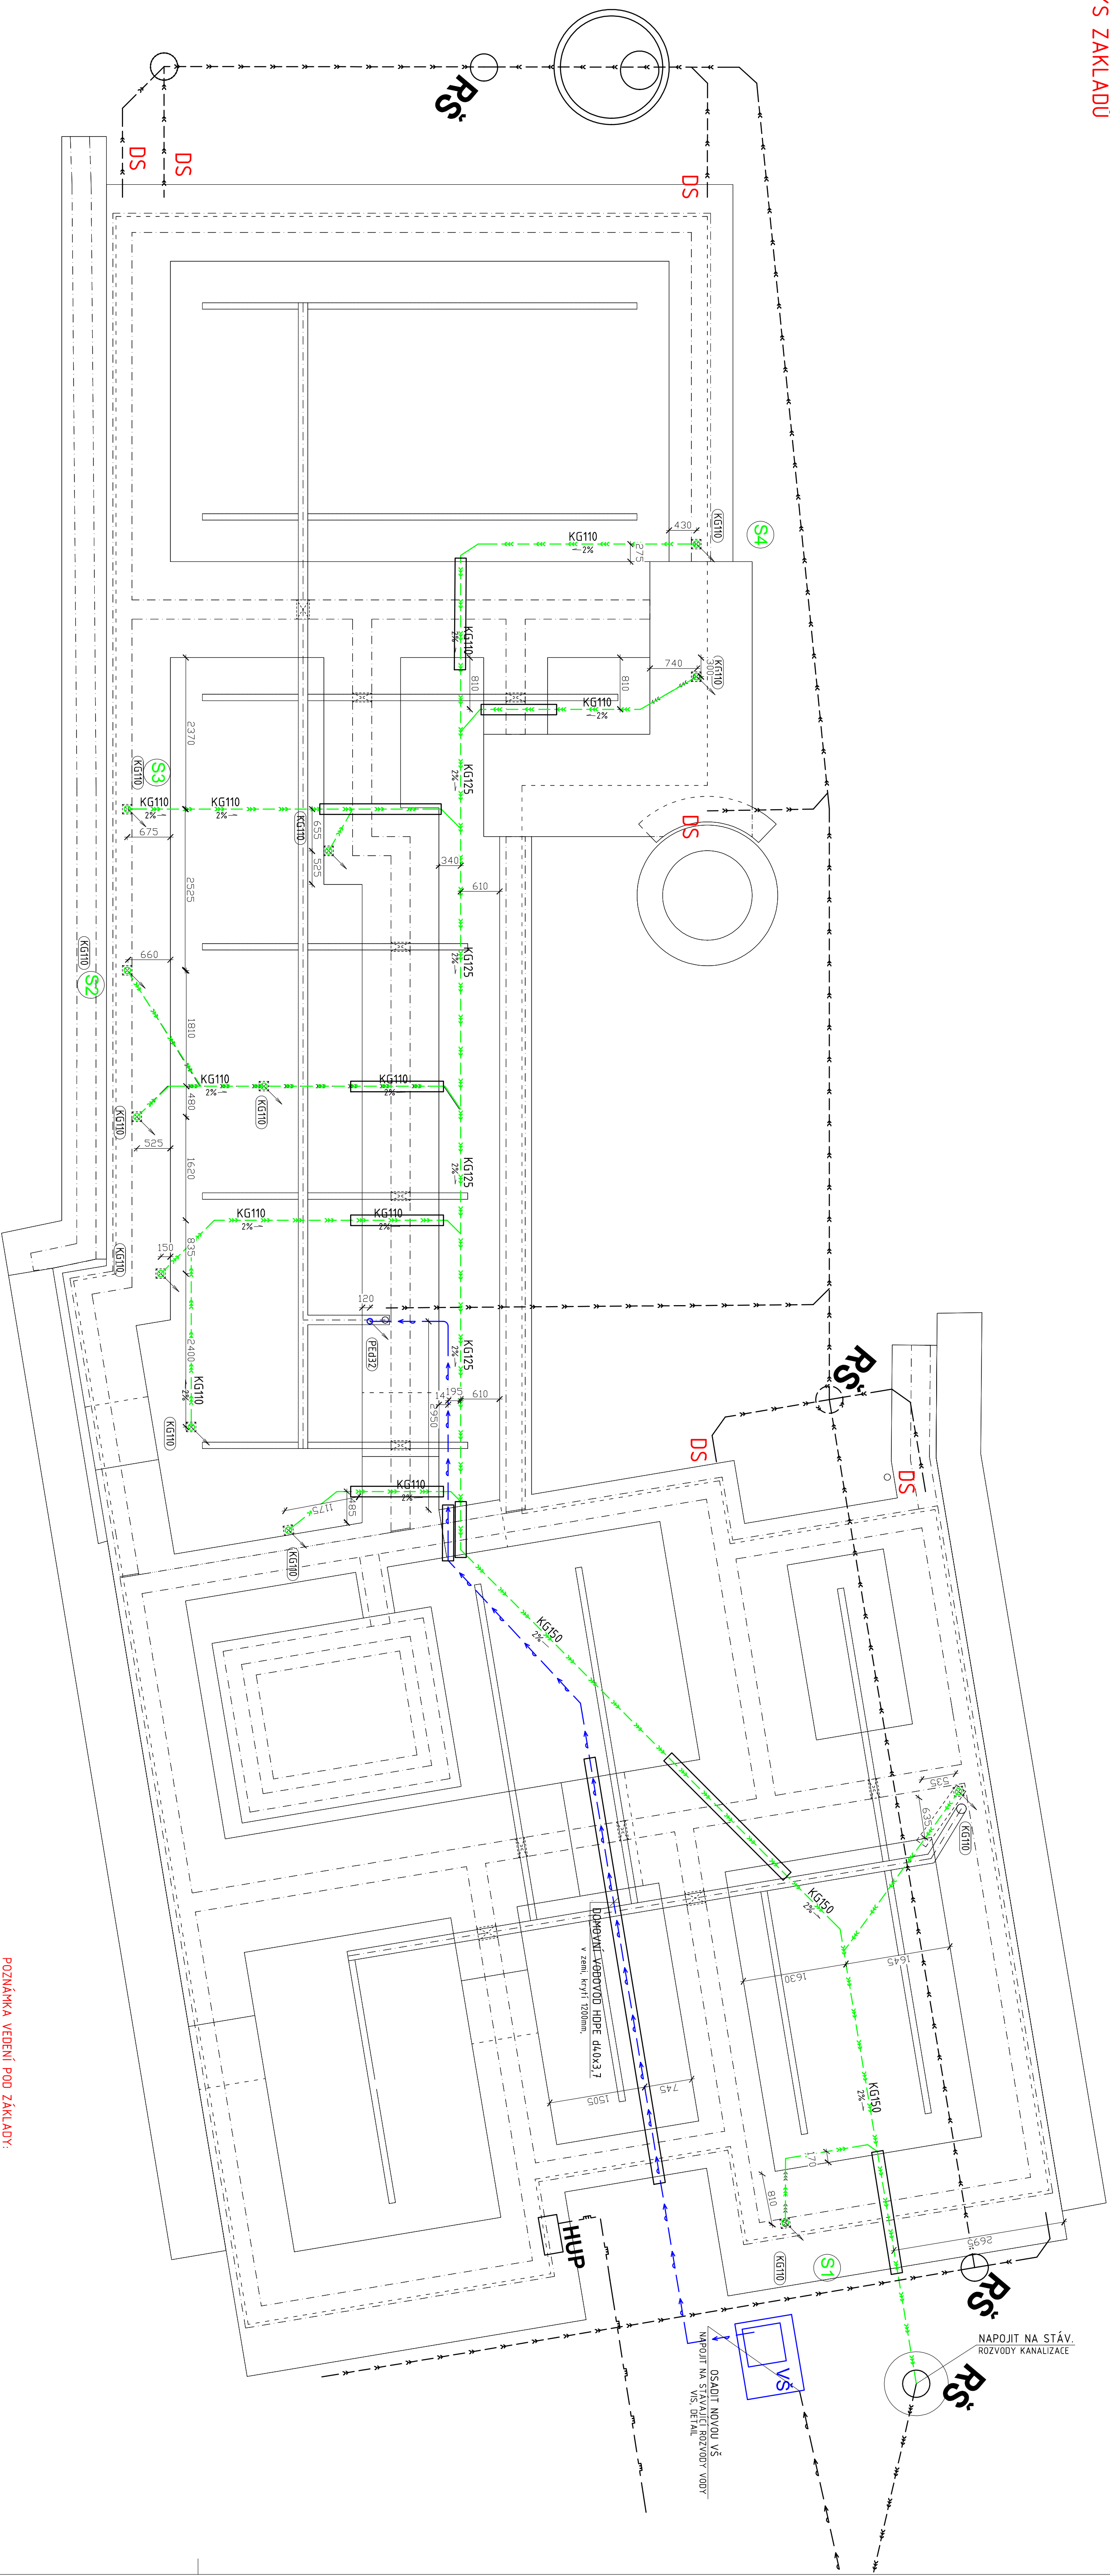 YS ZÁKLADŮ
RŠ
DS
DS
DS
S4
KG110
430
KG110
2%
275
KG110
2%
KG110
300
740
810
810
KG110
2%
2370
KG125
2%
S3
KG110
KG110
2%
KG110
2%
675
KG110
655
525
340
610
DS
2525
KG110
S2
660
KG125
2%
1810
KG110
2%
KG110
2%
480
KG110
KG110
525
1620
KG125
2%
KG110
2%
835
150
KG110
120
PEd32
KG125
2%
2400
KG110
2%
KG110
14
195
610
2950
RŠ
DS
DS
KG110
2%
485
1175
KG110
KG150
2%
535
635
KG110
KG150
2%
1645
1630
DOMOVNÍ VODOVOD HDPE d40x3,7
v zemi, krytí 1200mm,
745
1505
KG150
2%
170
810
KG110
S1
2695
HUP
RŠ
NAPOJIT NA STÁV.
ROZVODY KANALIZACE
RŠ
VŠ
OSADIT NOVOU VŠ
NAPOJIT NA STÁVAJÍCÍ ROZVODY VODY
VIS, DETAIL
POZNÁMKA VEDENÍ POD ZÁKLADY: